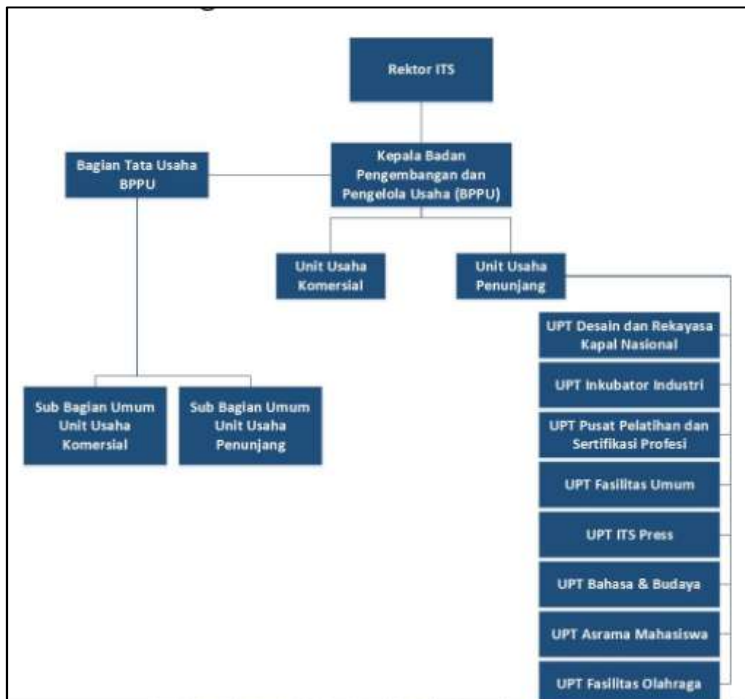 Rektor ITS
Bagian Tata Usaha
BPPU
Kepala Badan
Pengembangan dan
Pengelola Usaha (BPPU)
Unit Usaha
Komersial
Unit Usaha
Penunjang
UPT Desain dan Rekayasa
Kapal Nasional
UPT Inkubator Industri
UPT Pusat Pelatihan dan
Sertifikasi Profesi
UPT Fasilitas Umum
UPT ITS Press
UPT Bahasa & Budaya
UPT Asrama Mahasiswa
UPT Fasilitas Olahraga
Sub Bagian Umum
Unit Usaha
Komersial
Sub Bagian Umum
Unit Usaha
Penunjang